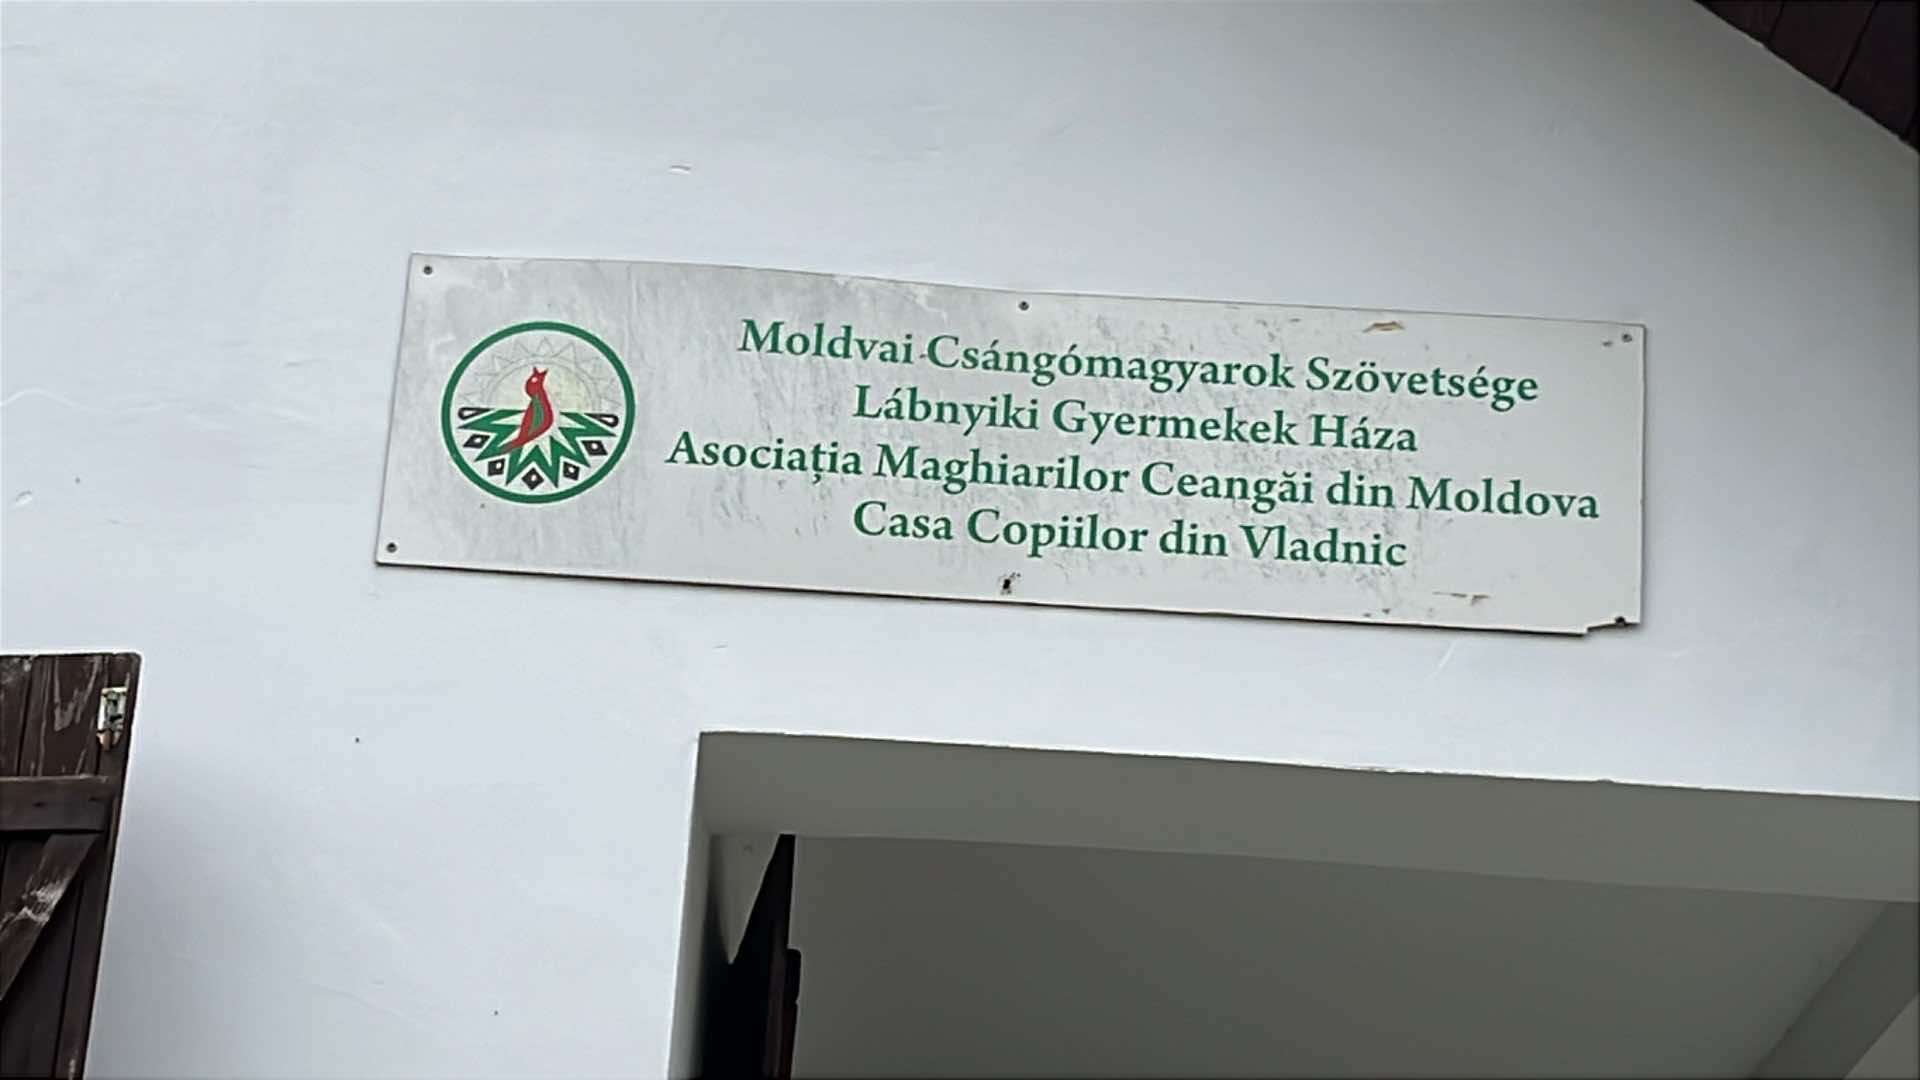 Moldvai Csángómagyarok Szövetsége
Lábnyiki Gyermekek Háza
Asociația Maghiarilor Ceangăi din Moldova
Casa Copiilor din Vladnic